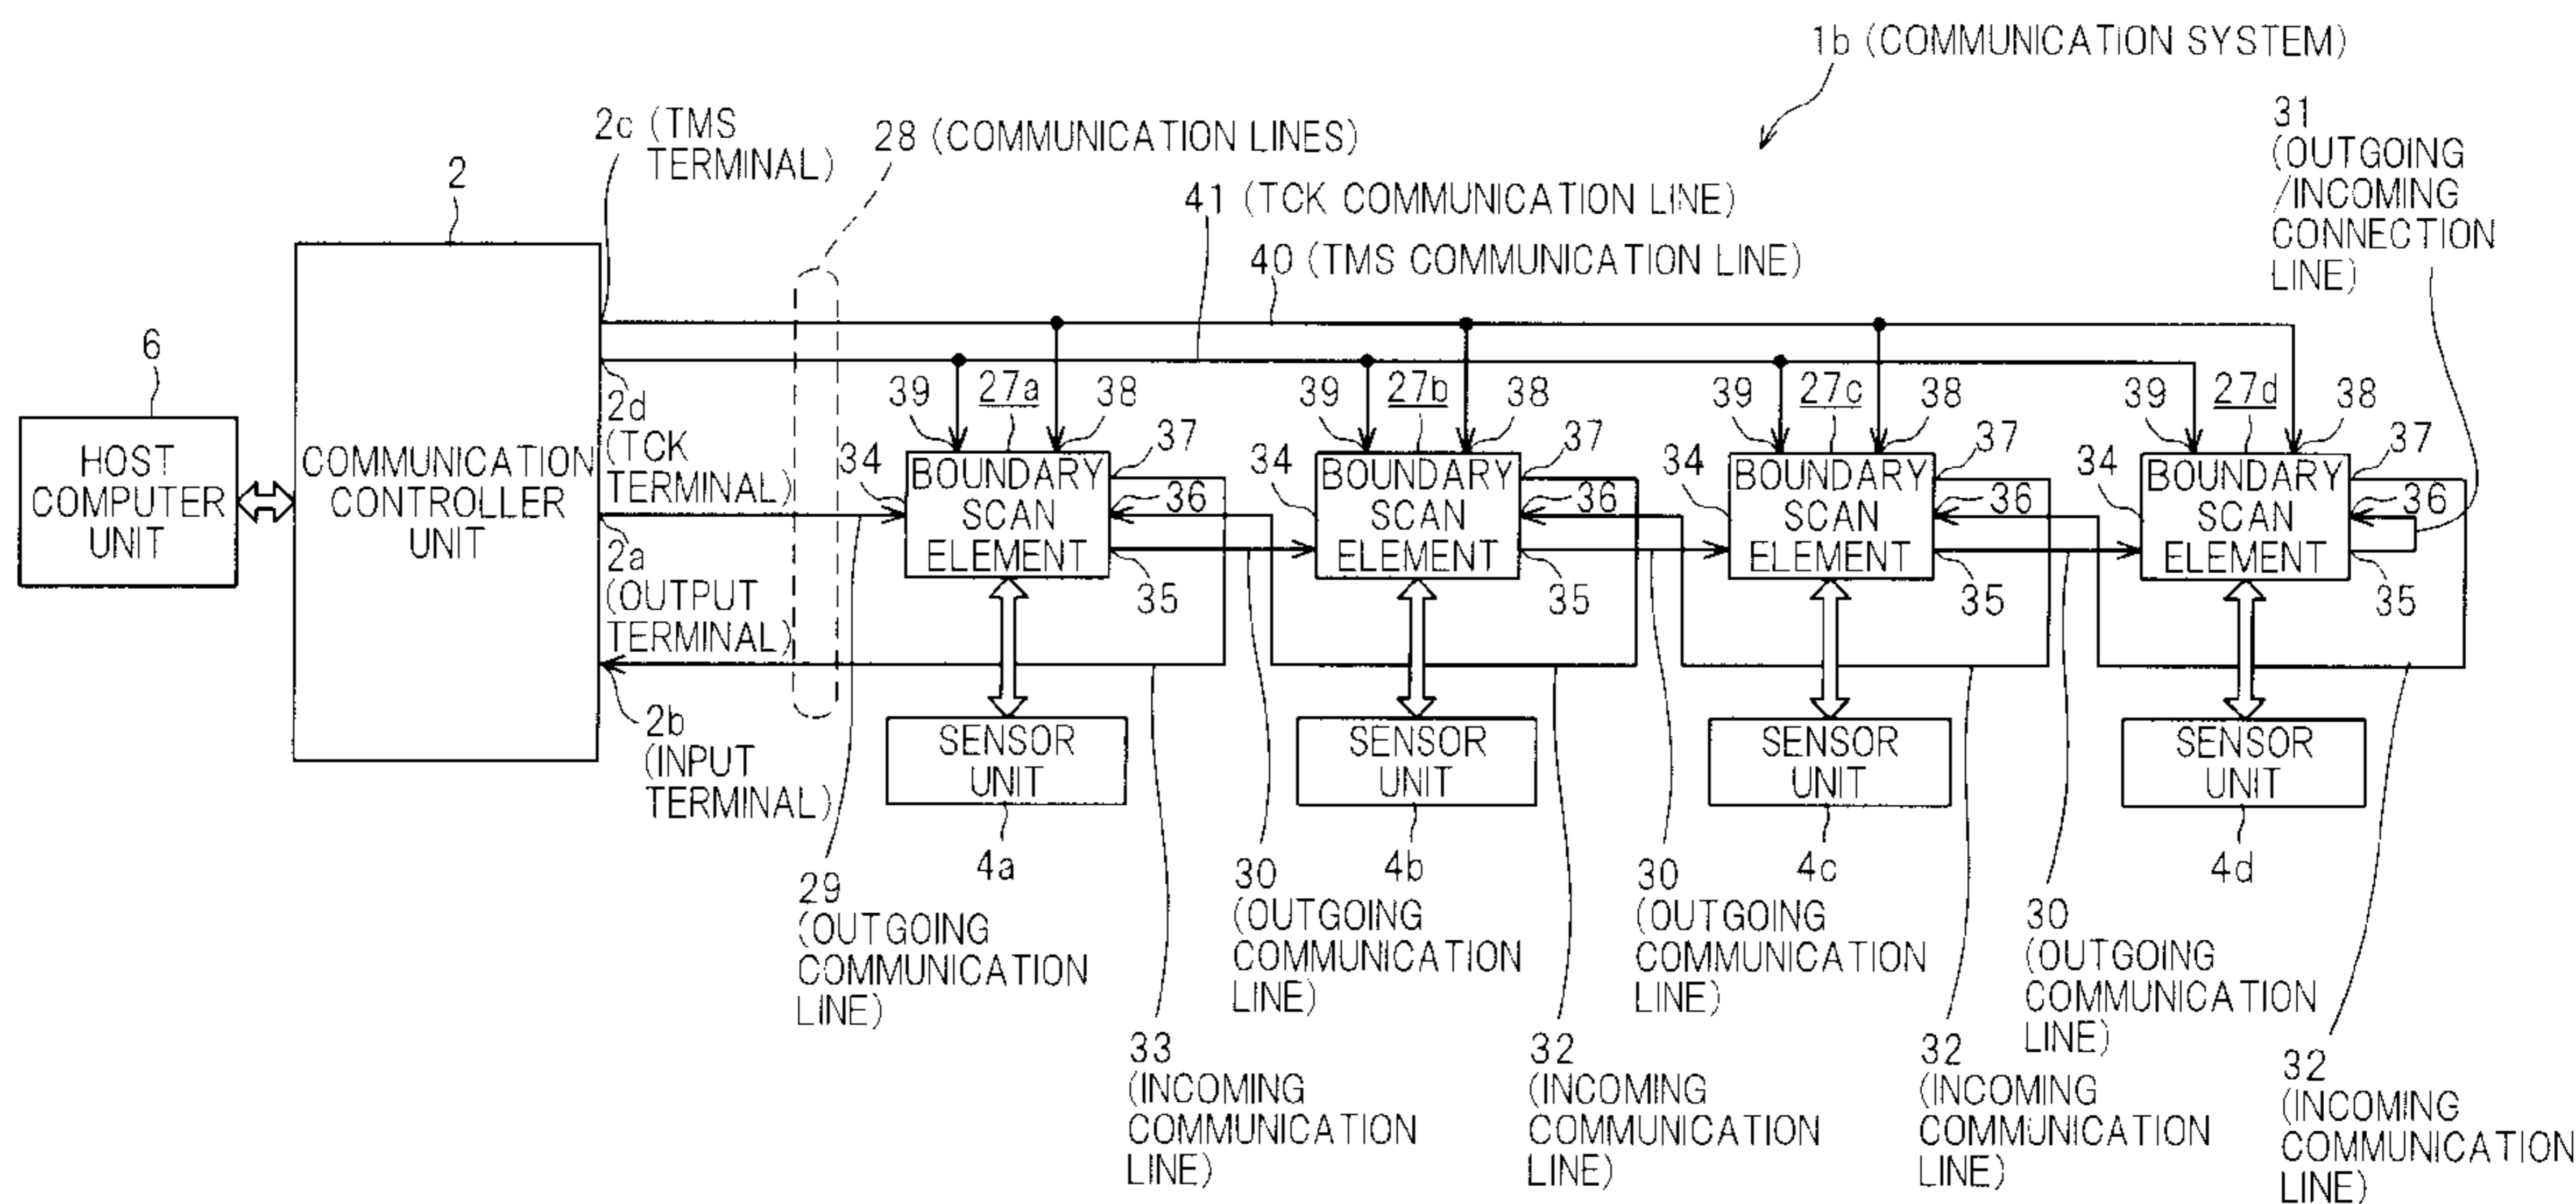 1b (COMMUNICATION SYSTEM)
2c (TMS
TERMINAL)
28 (COMMUNICATION LINES)
31
(OUTGOING
/INCOMING
CONNECTION
LINE)
2
41 (TCK COMMUNICATION LINE)
40 (TMS COMMUNICATION LINE)
6
HOST
COMPUTER
UNIT
COMMUNICATION
CONTROLLER
UNIT
2d
(TCK
TERMINAL)
2a
(OUTPUT
TERMINAL)
2b
(INPUT
TERMINAL)
39 27a 38
34 37
BOUNDARY
SCAN
ELEMENT
36
35
39 27b 38
34 37
BOUNDARY
SCAN
ELEMENT
36
35
39 27c 38
34 37
BOUNDARY
SCAN
ELEMENT
36
35
39 27d 38
34 37
BOUNDARY
SCAN
ELEMENT
36
35
SENSOR
UNIT
4a
SENSOR
UNIT
4b
SENSOR
UNIT
4c
SENSOR
UNIT
4d
29
(OUTGOING
COMMUNICATION
LINE)
30
(OUTGOING
COMMUNICATION
LINE)
30
(OUTGOING
COMMUNICATION
LINE)
30
(OUTGOING
COMMUNICATION
LINE)
33
(INCOMING
COMMUNICATION
LINE)
32
(INCOMING
COMMUNICATION
LINE)
32
(INCOMING
COMMUNICATION
LINE)
32
(INCOMING
COMMUNICATION
LINE)